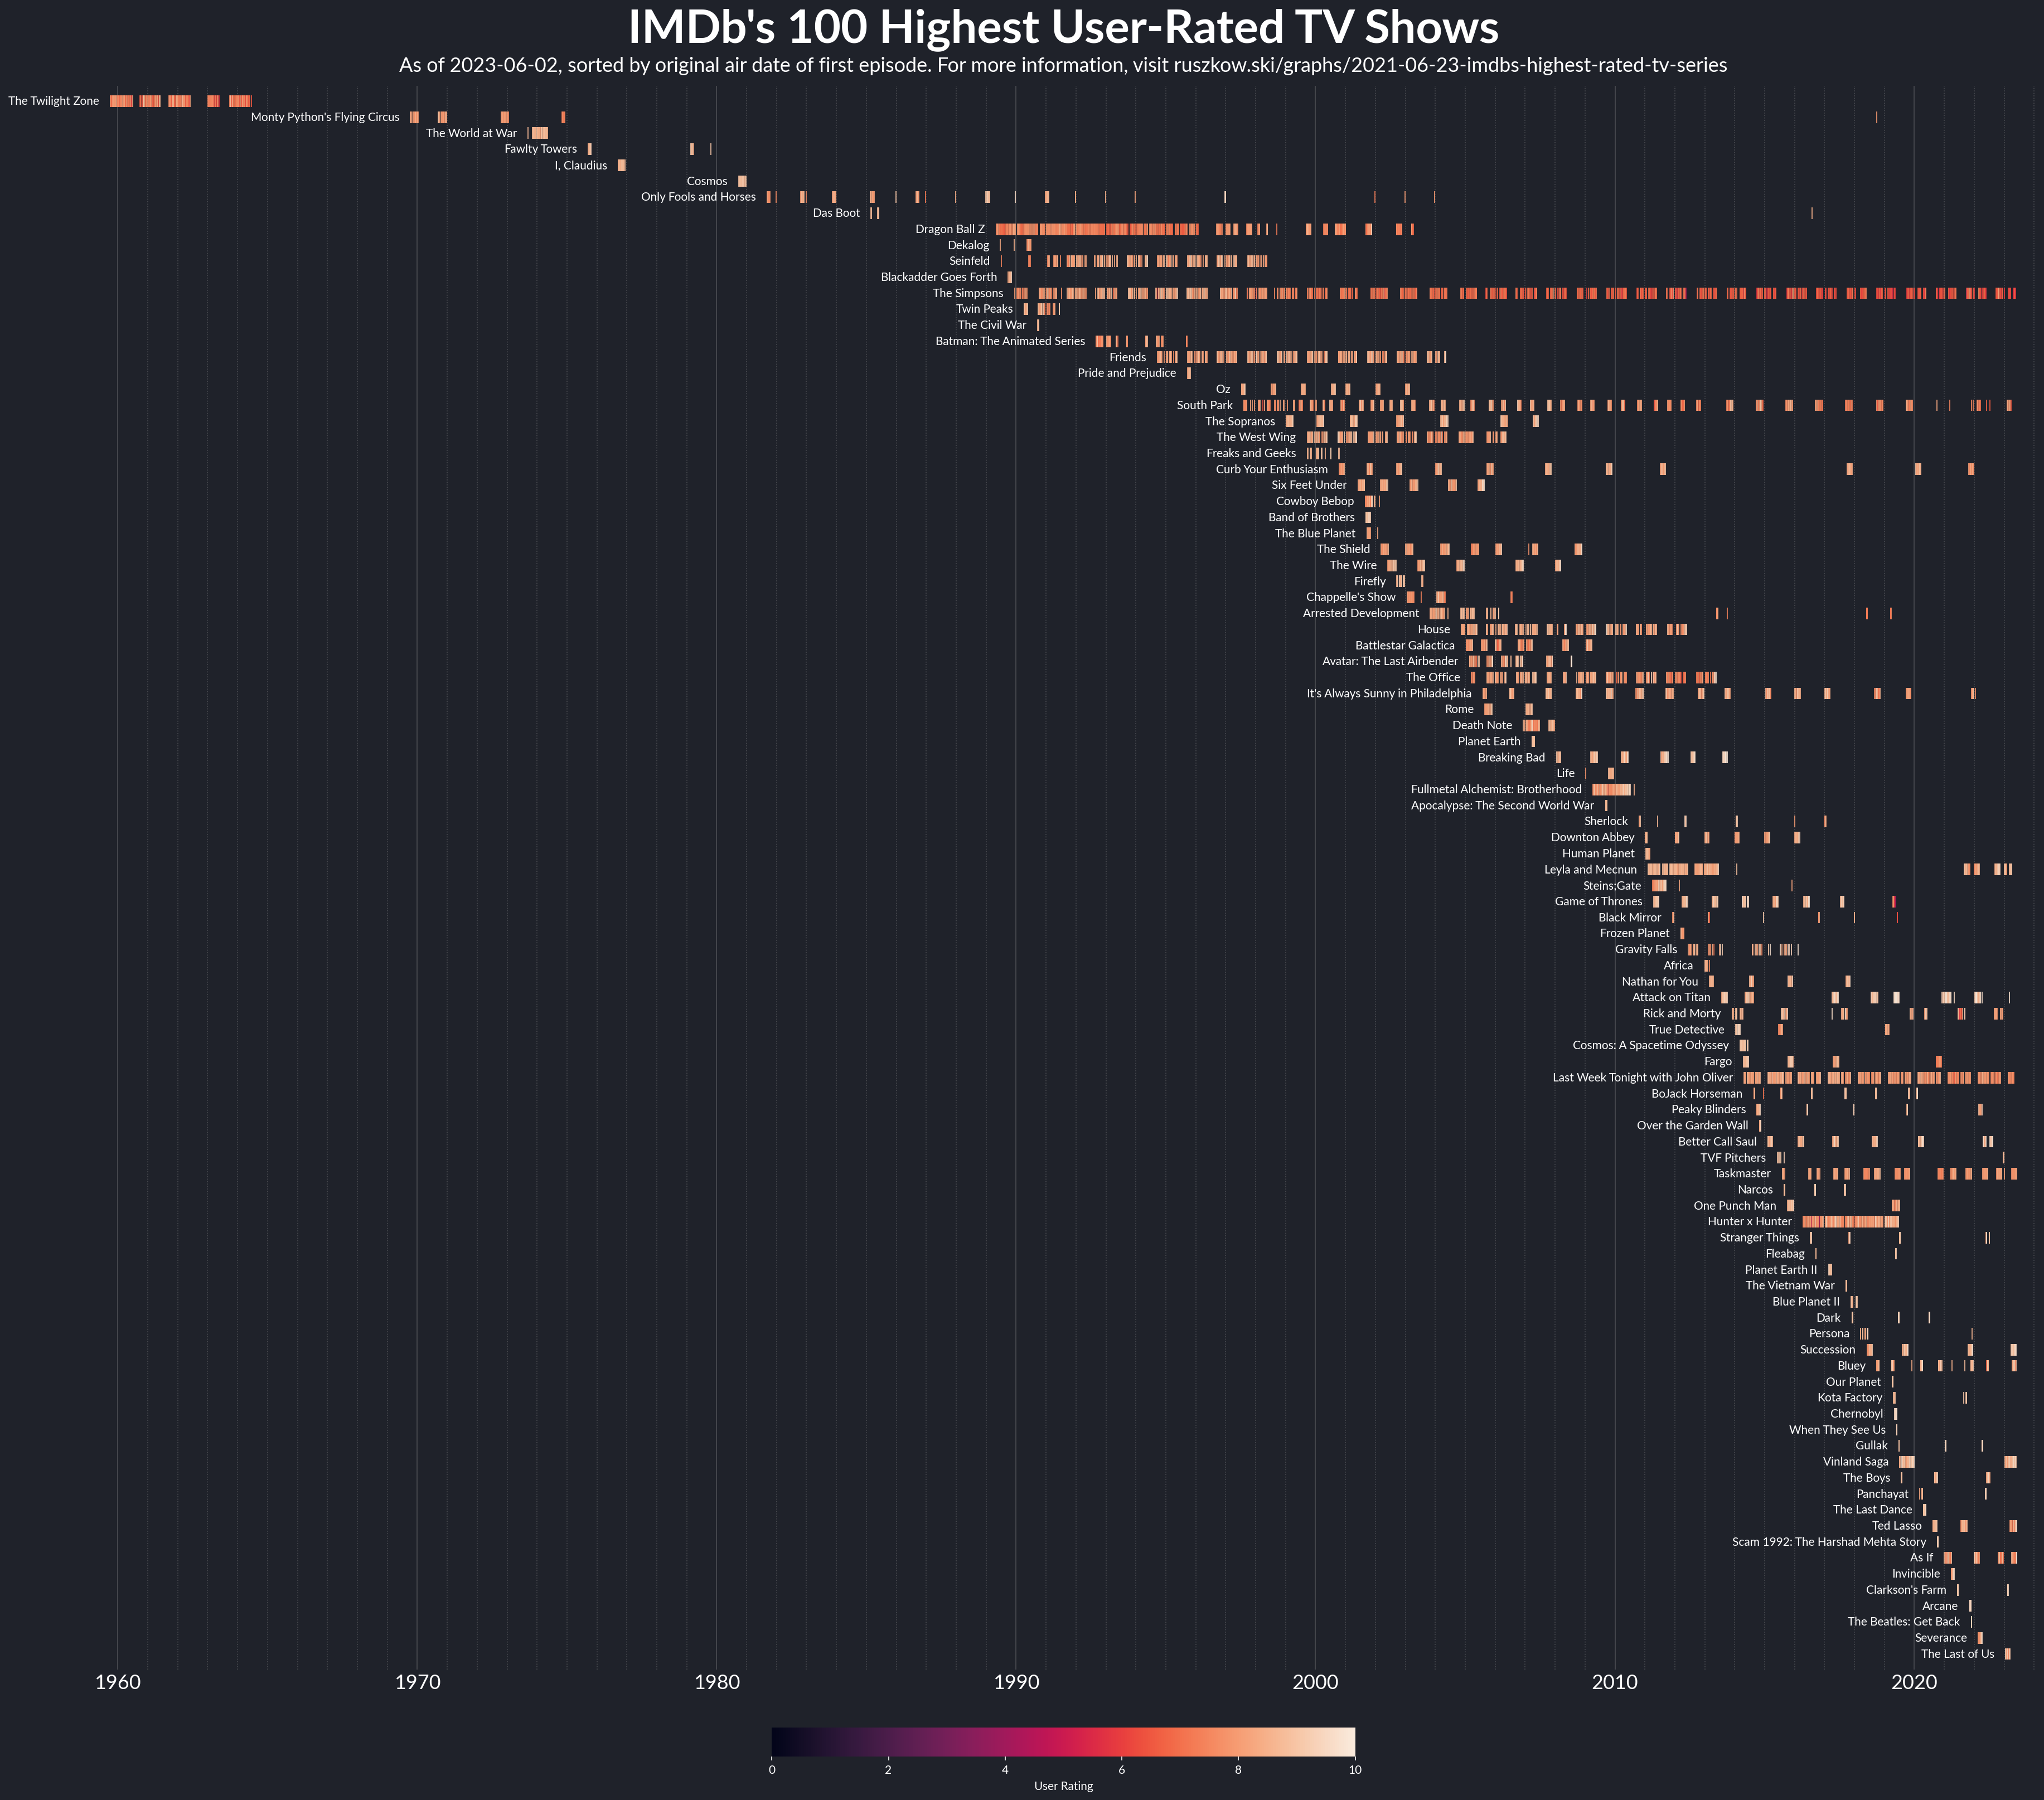 IMDb's 100 Highest User-Rated TV Shows
As of 2023-06-02, sorted by original air date of first episode. For more information, visit ruszkow.ski/graphs/2021-06-23-imdbs-highest-rated-tv-series
The Twilight Zone
Monty Python's Flying Circus
The World at War
Fawlty Towers
I, Claudius
Cosmos
Only Fools and Horses
Das Boot
Dragon Ball Z
Dekalog
Seinfeld
Blackadder Goes Forth
The Simpsons
Twin Peaks
The Civil War
Batman: The Animated Series
Friends
Pride and Prejudice
Oz
South Park
The Sopranos
The West Wing
Freaks and Geeks
Curb Your Enthusiasm
Six Feet Under
Cowboy Bebop
Band of Brothers
The Blue Planet
The Shield
The Wire
Firefly
Chappelle's Show
Arrested Development
House
Battlestar Galactica
Avatar: The Last Airbender
The Office
It's Always Sunny in Philadelphia
Rome
Death Note
Planet Earth
Breaking Bad
Life
Fullmetal Alchemist: Brotherhood
Apocalypse: The Second World War
Sherlock
Downton Abbey
Human Planet
Leyla and Mecnun
Steins;Gate
Game of Thrones
Black Mirror
Frozen Planet
Gravity Falls
Africa
Nathan for You
Attack on Titan
Rick and Morty
True Detective
Cosmos: A Spacetime Odyssey
Fargo
Last Week Tonight with John Oliver
BoJack Horseman
Peaky Blinders
Over the Garden Wall
Better Call Saul
TVF Pitchers
Taskmaster
Narcos
One Punch Man
Hunter x Hunter
Stranger Things
Fleabag
Planet Earth II
The Vietnam War
Blue Planet II
Dark
Persona
Succession
Bluey
Our Planet
Kota Factory
Chernobyl
When They See Us
Gullak
Vinland Saga
The Boys
Panchayat
The Last Dance
Ted Lasso
Scam 1992: The Harshad Mehta Story
As If
Invincible
Clarkson's Farm
Arcane
The Beatles: Get Back
Severance
The Last of Us
1960 1970 1980 1990 2000 2010 2020
0 2 4 6 8 10
User Rating